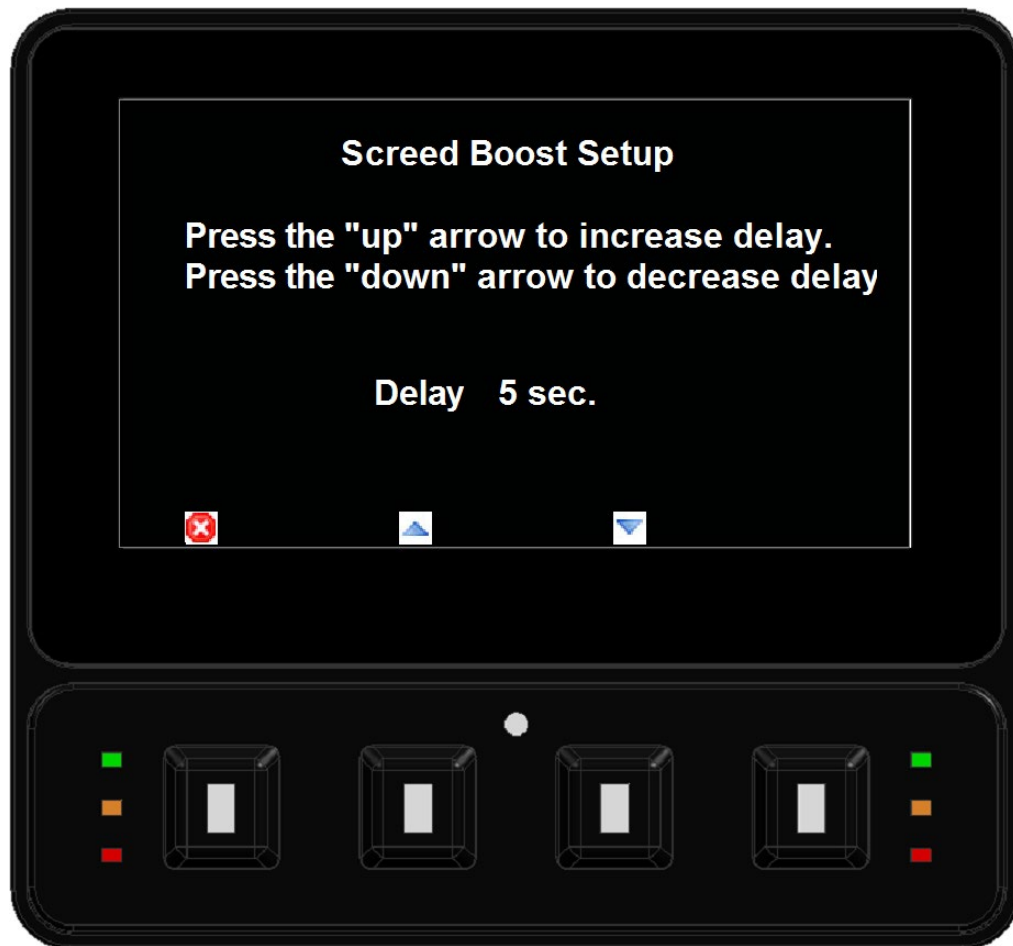 Screed Boost Setup
Press the "up" arrow to increase delay.
Press the "down" arrow to decrease delay
Delay 5 sec.